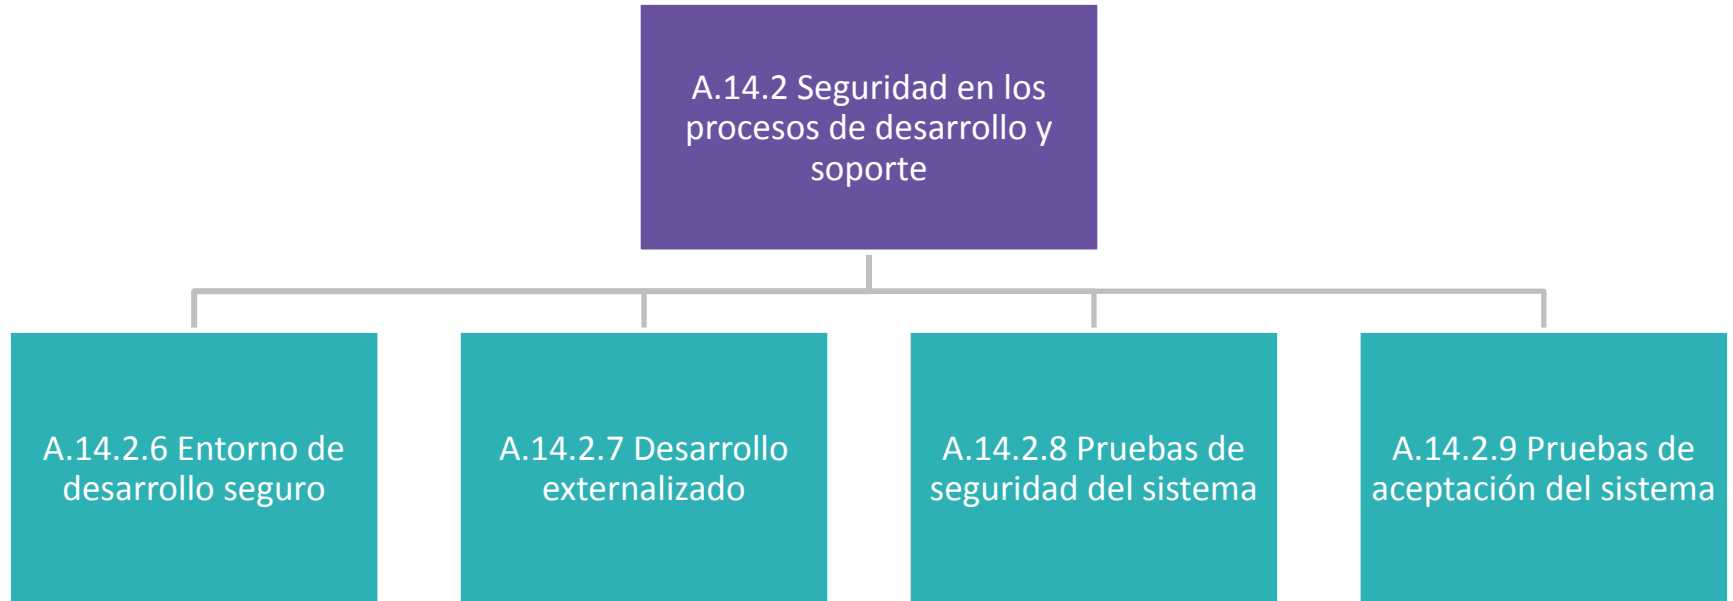 A.14.2 Seguridad en los
procesos de desarrollo y
soporte
A.14.2.6 Entorno de
desarrollo seguro
A.14.2.7 Desarrollo
externalizado
A.14.2.8 Pruebas de
seguridad del sistema
A.14.2.9 Pruebas de
aceptación del sistema